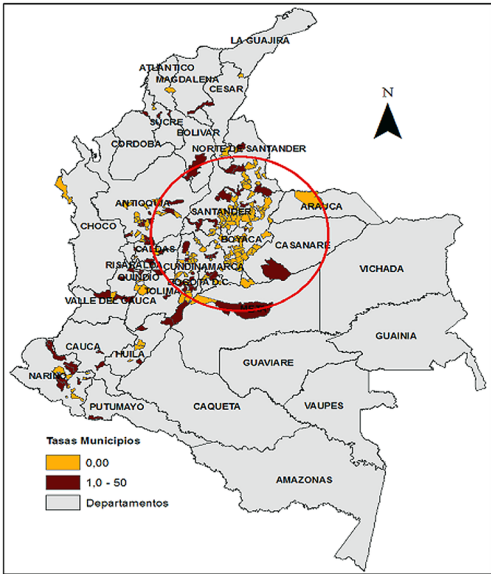 LA GUAJIRA
ATLANTICO
MAGDALENA
CESAR
SUCRE
BOLIVAR
CORDOBA
NORTE DE SANTANDER
ANTIOQUIA
SANTANDER
ARAUCA
CHOCO
BOYACA
CASANARE
CALDAS
RISARALDA
CUNDINAMARCA
VICHADA
QUINDIO
BOGOTA D.C.
TOLIMA
VALLE DEL CAUCA
GUAINIA
CAUCA
HUILA
GUAVIARE
NARIÑO
PUTUMAYO
CAQUETA
VAUPES
AMAZONAS
N
Tasas Municipios
0,00
1,0 - 50
Departamentos